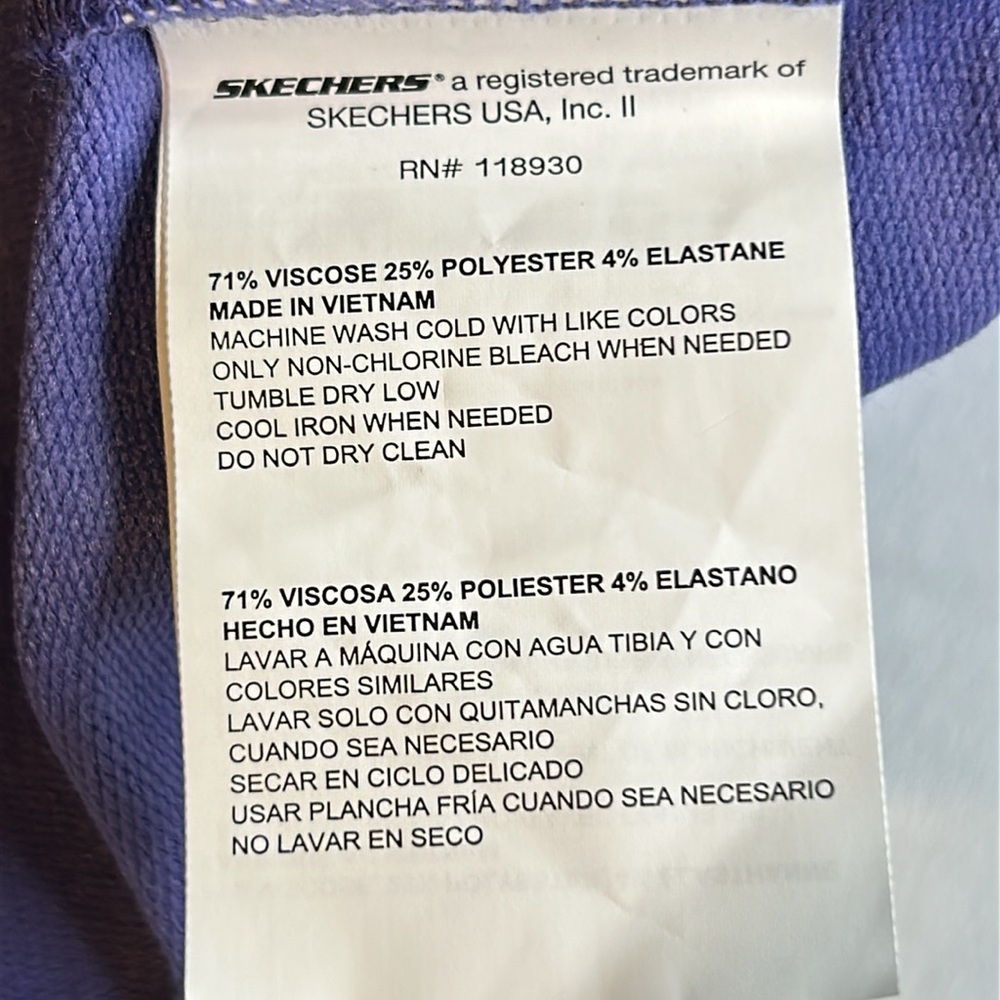 SKECHERS® a registered trademark of
SKECHERS USA, Inc. II
RN# 118930
71% VISCOSE 25% POLYESTER 4% ELASTANE
MADE IN VIETNAM
MACHINE WASH COLD WITH LIKE COLORS
ONLY NON-CHLORINE BLEACH WHEN NEEDED
TUMBLE DRY LOW
COOL IRON WHEN NEEDED
DO NOT DRY CLEAN
71% VISCOSA 25% POLIESTER 4% ELASTANO
HECHO EN VIETNAM
LAVAR A MÁQUINA CON AGUA TIBIA Y CON
COLORES SIMILARES
LAVAR SOLO CON QUITAMANCHAS SIN CLORO,
CUANDO SEA NECESARIO
SECAR EN CICLO DELICADO
USAR PLANCHA FRÍA CUANDO SEA NECESARIO
NO LAVAR EN SECO